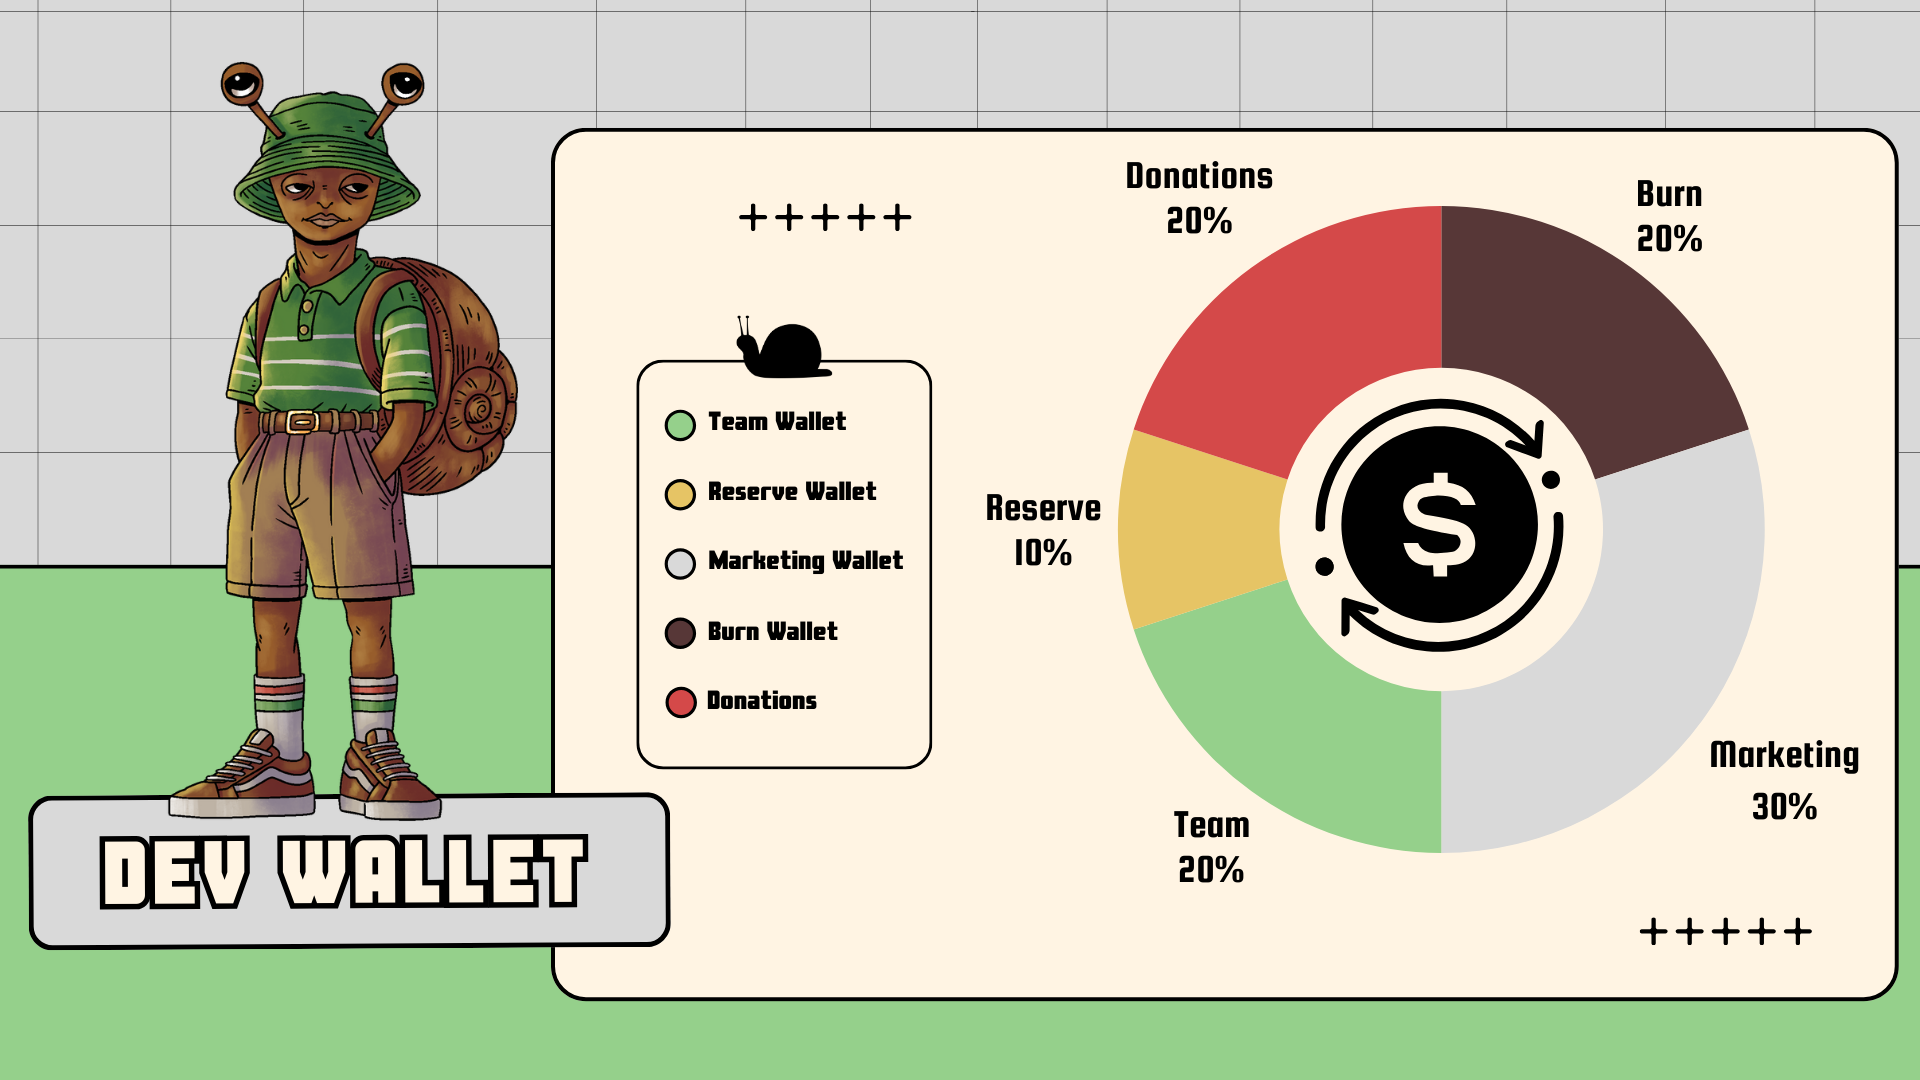 DEV WALLET
Team Wallet
Reserve Wallet
Marketing Wallet
Burn Wallet
Donations
Donations
20%
Burn
20%
Reserve
10%
$
Marketing
30%
Team
20%